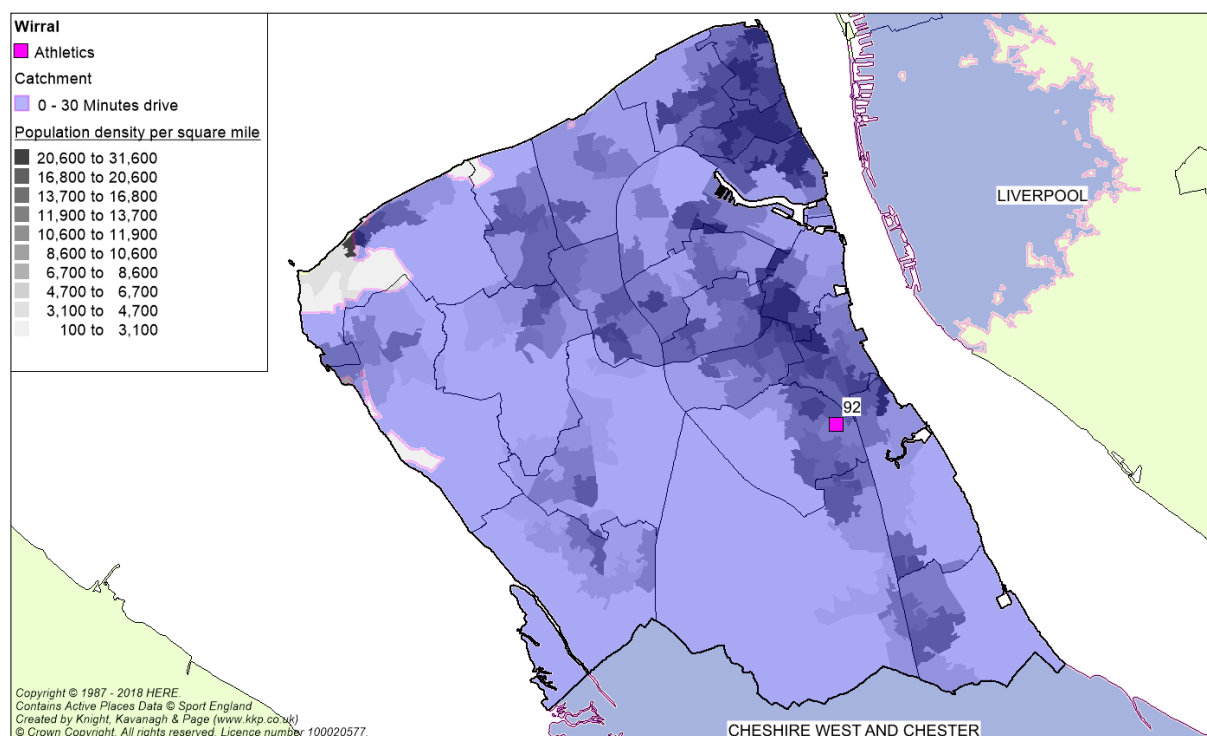 Wirral
Athletics
Catchment
0 - 30 Minutes drive
Population density per square mile
20,600 to 31,600
16,800 to 20,600
13,700 to 16,800
11,900 to 13,700
10,600 to 11,900
8,600 to 10,600
6,700 to 8,600
4,700 to 6,700
3,100 to 4,700
100 to 3,100
LIVERPOOL
92
Copyright © 1987 - 2018 HERE.
Contains Active Places Data © Sport England
Created by Knight, Kavanagh & Page (www.kkp.co.uk)
© Crown Copyright. All rights reserved. Licence number 100020577.
CHESHIRE WEST AND CHESTER